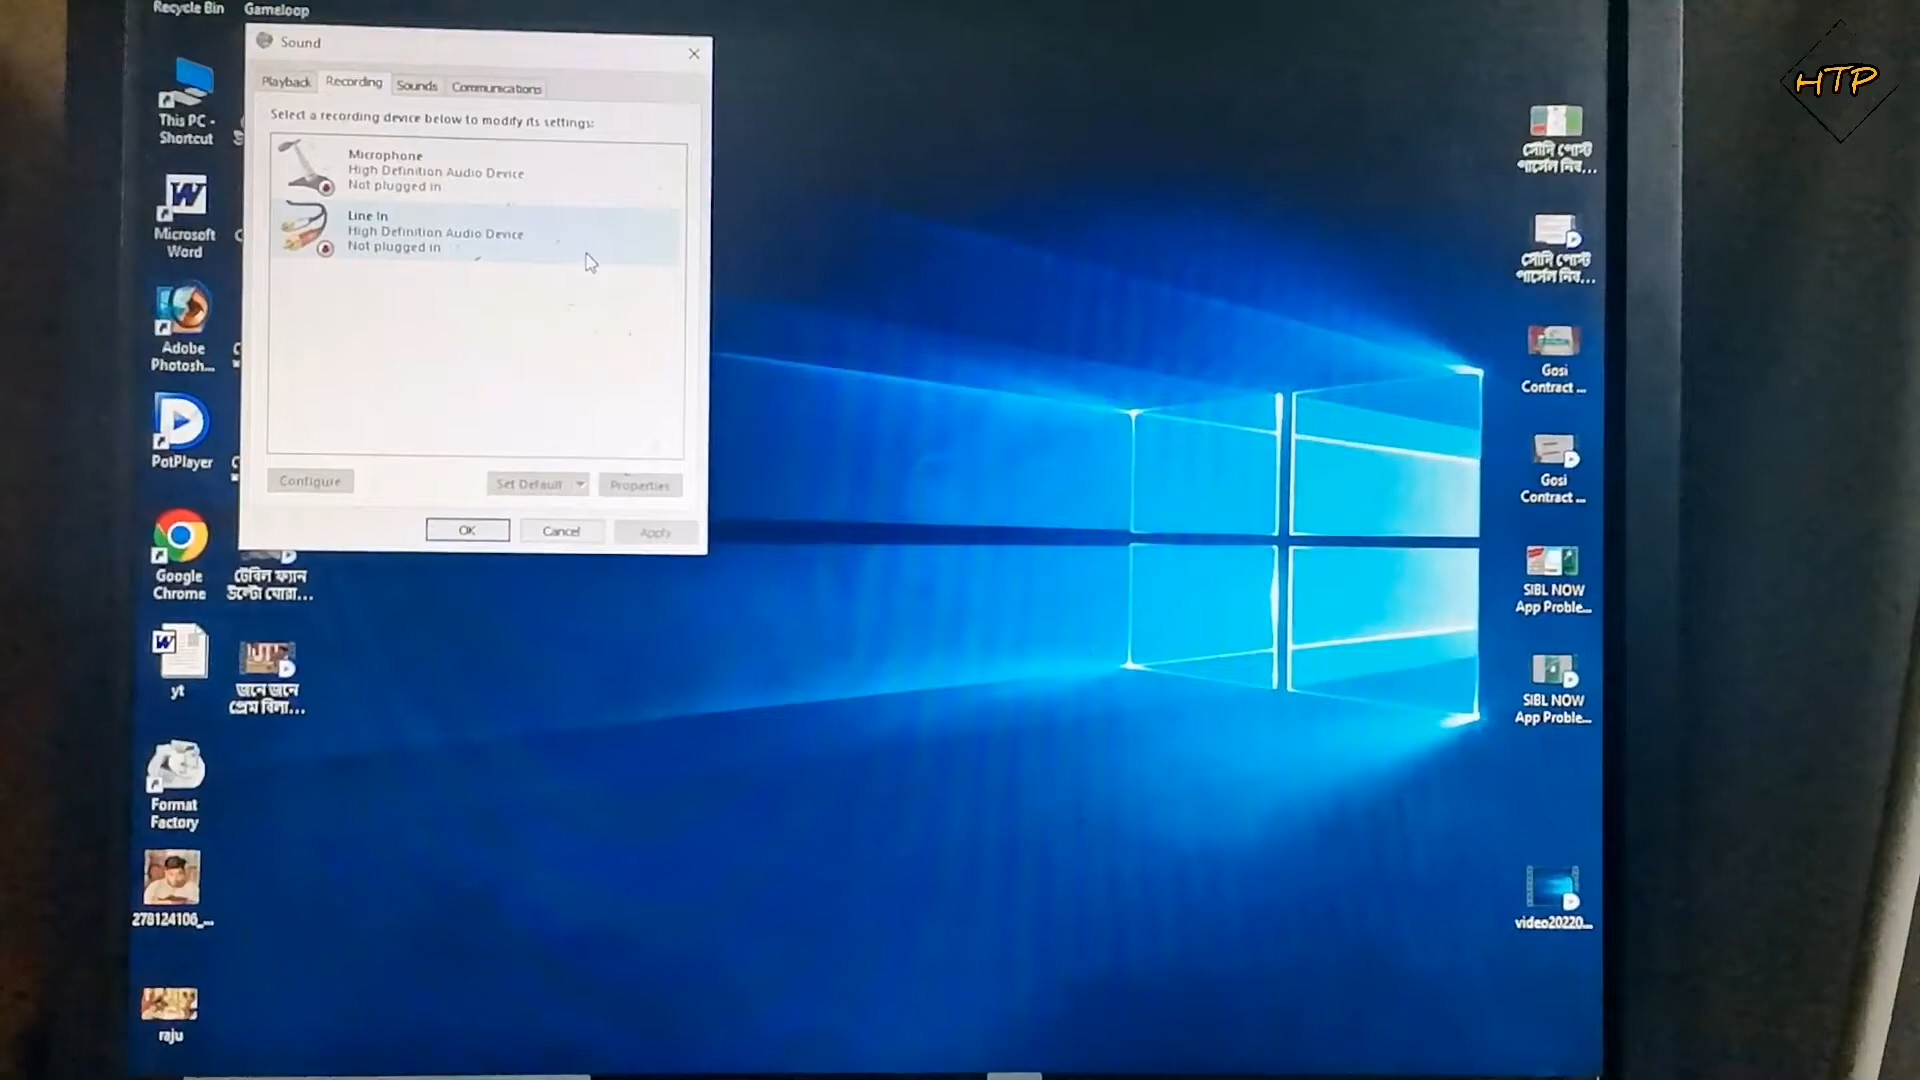 Recycle Bin
Gameloop
Sound
Playback
Recording
Sounds
Communications
Select a recording device below to modify its settings:
Microphone
High Definition Audio Device
Not plugged in
Line In
High Definition Audio Device
Not plugged in
Configure
Set Default
Properties
OK
Cancel
Apply
This PC -
Shortcut
Microsoft
Word
Adobe
Photosh...
PotPlayer
Google
Chrome
টেবিল ফ্যান
উল্টো ঘোরা...
yt
জনে জনে
প্রেম বিলা...
Format
Factory
278124106_...
raju
HTP
সৌদি পোস্ট
পার্সেল নিব...
সৌদি পোস্ট
পার্সেল নিব...
Gosi
Contract ...
Gosi
Contract ...
SIBL NOW
App Proble...
SIBL NOW
App Proble...
video20220...